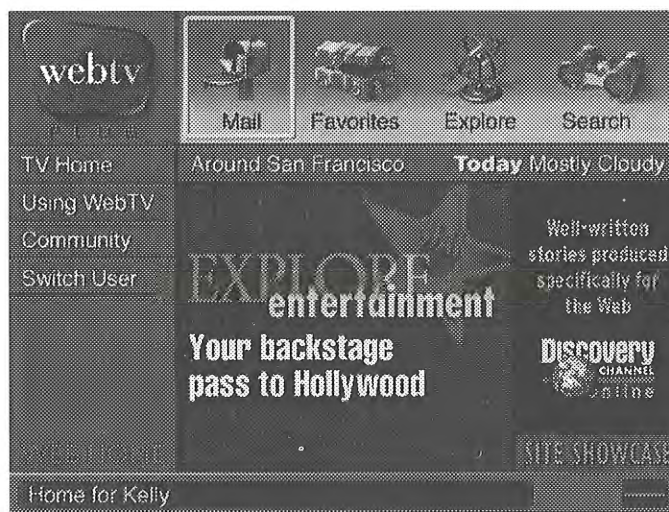 webtv
PLUS
Mail
Favorites
Explore
Search
TV Home
Around San Francisco
Today Mostly Cloudy
Using WebTV
Community
Switch User
EXPLORE
entertainment
Your backstage
pass to Hollywood
Well-written
stories produced
specifically for
the Web
Discovery
CHANNEL
online
SITE SHOWCASE
Home for Kelly